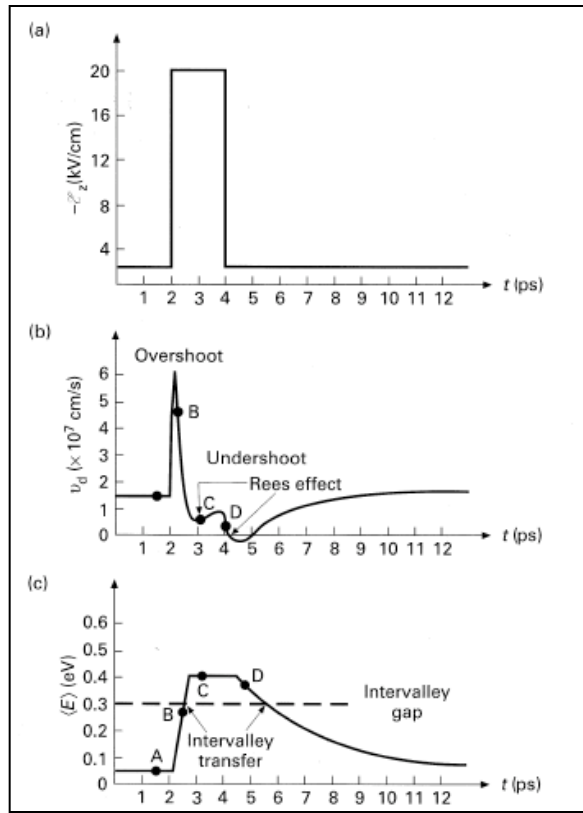 (a)
20
16
12
8
4
−ℰz(kV/cm)
1 2 3 4 5 6 7 8 9 10 11 12
t (ps)
(b)
Overshoot
6
5
4
3
2
1
0
υd (× 10⁷ cm/s)
B
Undershoot
Rees effect
C
D
1 2 3 4 5 6 7 8 9 10 11 12
t (ps)
(c)
0.6
0.5
0.4
0.3
0.2
0.1
0
⟨E⟩ (eV)
A
B
C
D
Intervalley
gap
Intervalley
transfer
1 2 3 4 5 6 7 8 9 10 11 12
t (ps)